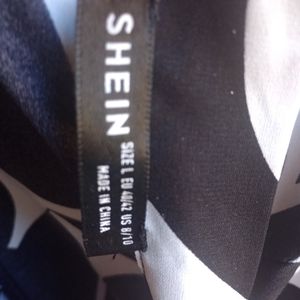 SHEIN
SIZE L EU 40/42 US 8/10
MADE IN CHINA